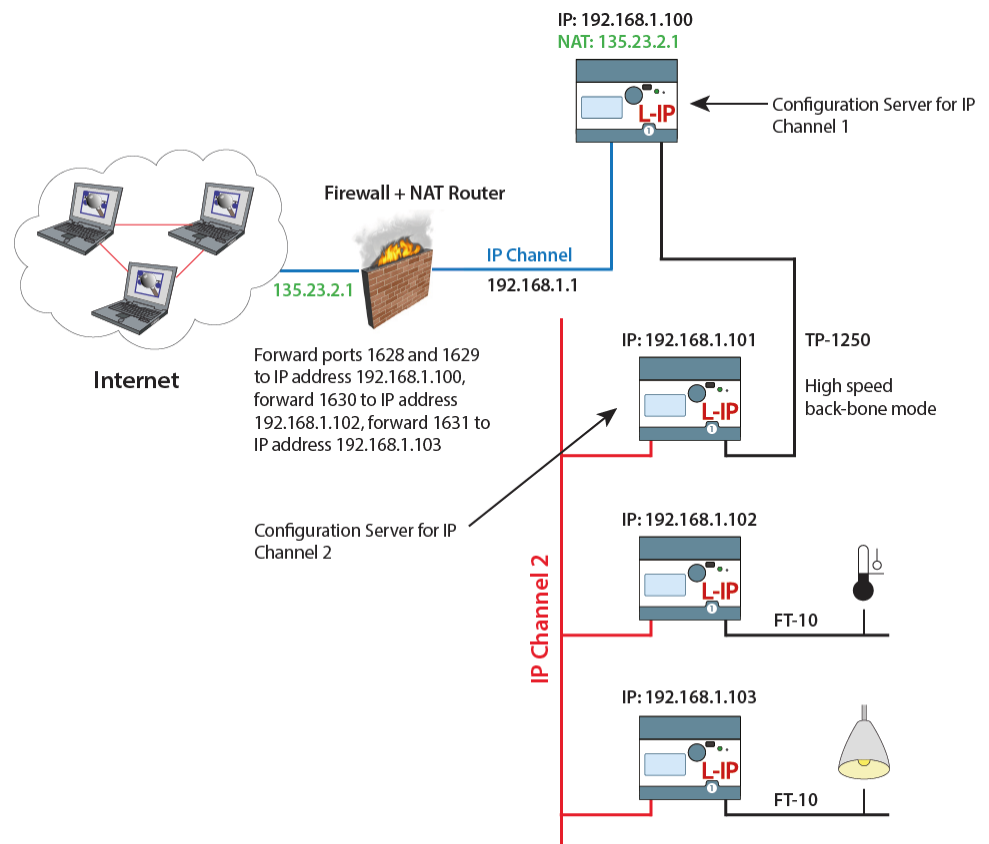 IP: 192.168.1.100
NAT: 135.23.2.1
L-IP
1
Configuration Server for IP
Channel 1
Firewall + NAT Router
IP Channel
192.168.1.1
135.23.2.1
Internet
Forward ports 1628 and 1629
to IP address 192.168.1.100,
forward 1630 to IP address
192.168.1.102, forward 1631 to
IP address 192.168.1.103
IP: 192.168.1.101
L-IP
1
TP-1250
High speed
back-bone mode
Configuration Server for IP
Channel 2
IP Channel 2
IP: 192.168.1.102
L-IP
1
FT-10
IP: 192.168.1.103
L-IP
1
FT-10